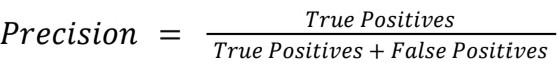 Precision = True Positives / True Positives + False Positives